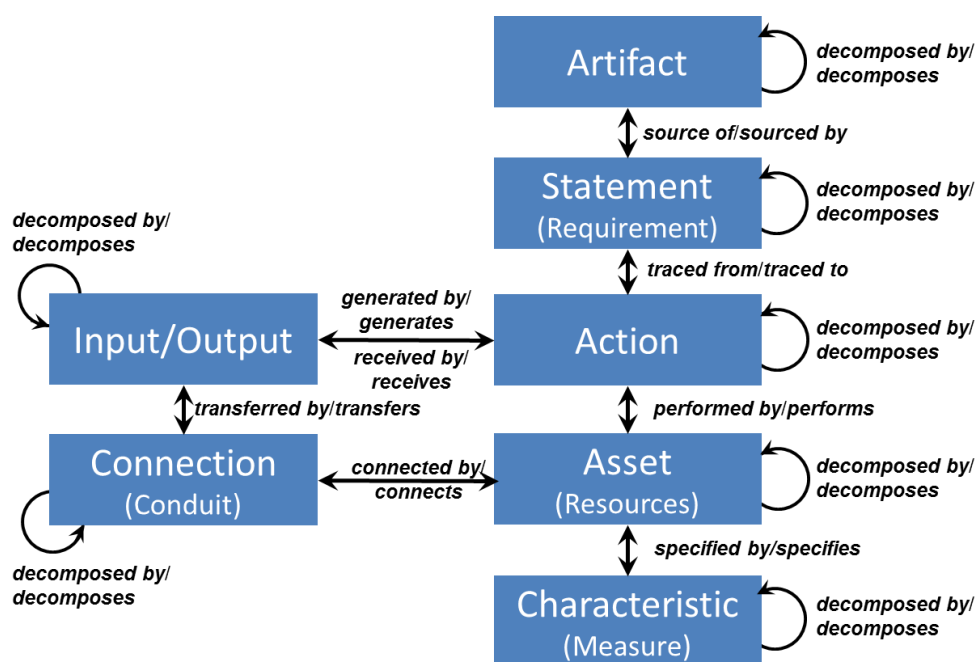 Artifact
decomposed by/
decomposes
source of/sourced by
Statement
(Requirement)
decomposed by/
decomposes
traced from/traced to
decomposed by/
decomposes
Input/Output
generated by/
generates
received by/
receives
Action
decomposed by/
decomposes
transferred by/transfers
performed by/performs
Connection
(Conduit)
decomposed by/
decomposes
connected by/
connects
Asset
(Resources)
decomposed by/
decomposes
specified by/specifies
Characteristic
(Measure)
decomposed by/
decomposes